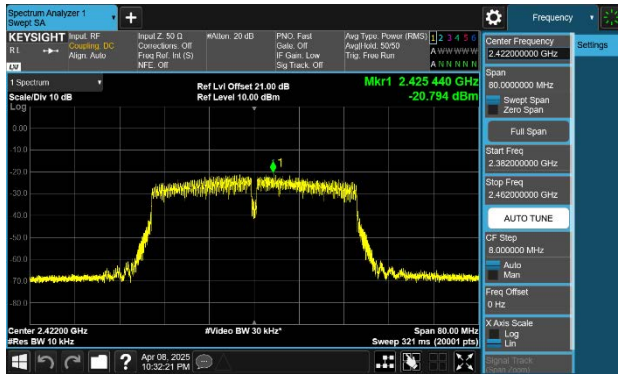 Spectrum Analyzer 1
Swept SA
+
Frequency
KEYSIGHT
RL
Input: RF
Coupling: DC
Align: Auto
Input Z: 50 Ω
Corrections: Off
Freq Ref: Int (S)
NFE: Off
#Atten: 20 dB
PNO: Fast
Gate: Off
IF Gain: Low
Sig Track: Off
Avg Type: Power (RMS)
Avg|Hold: 50/50
Trig: Free Run
1 2 3 4 5 6
A W W W W W
A N N N N N
LXI
1 Spectrum
Scale/Div 10 dB
Log
Ref Lvl Offset 21.00 dB
Ref Level 10.00 dBm
Mkr1 2.425 440 GHz
-20.794 dBm
0.00
-10.0
-20.0
-30.0
-40.0
-50.0
-60.0
-70.0
-80.0
1
Center 2.42200 GHz
#Res BW 10 kHz
#Video BW 30 kHz*
Span 80.00 MHz
Sweep 321 ms (20001 pts)
?
Apr 08, 2025
10:32:21 PM
Center Frequency
2.422000000 GHz
Span
80.0000000 MHz
Swept Span
Zero Span
Full Span
Start Freq
2.382000000 GHz
Stop Freq
2.462000000 GHz
AUTO TUNE
CF Step
8.000000 MHz
Auto
Man
Freq Offset
0 Hz
X Axis Scale
Log
Lin
Signal Track
(Span Zoom)
Settings